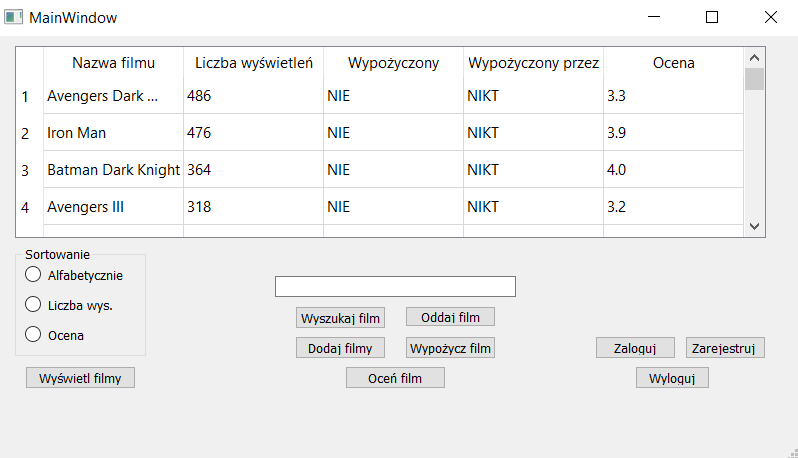 MainWindow
Nazwa filmu Liczba wyświetleń Wypożyczony Wypożyczony przez Ocena
1 Avengers Dark ... 486 NIE NIKT 3.3
2 Iron Man 476 NIE NIKT 3.9
3 Batman Dark Knight 364 NIE NIKT 4.0
4 Avengers III 318 NIE NIKT 3.2
Sortowanie
Alfabetycznie
Liczba wys.
Ocena
Wyszukaj film Oddaj film
Dodaj filmy Wypożycz film Zaloguj Zarejestruj
Wyświetl filmy Oceń film Wyloguj